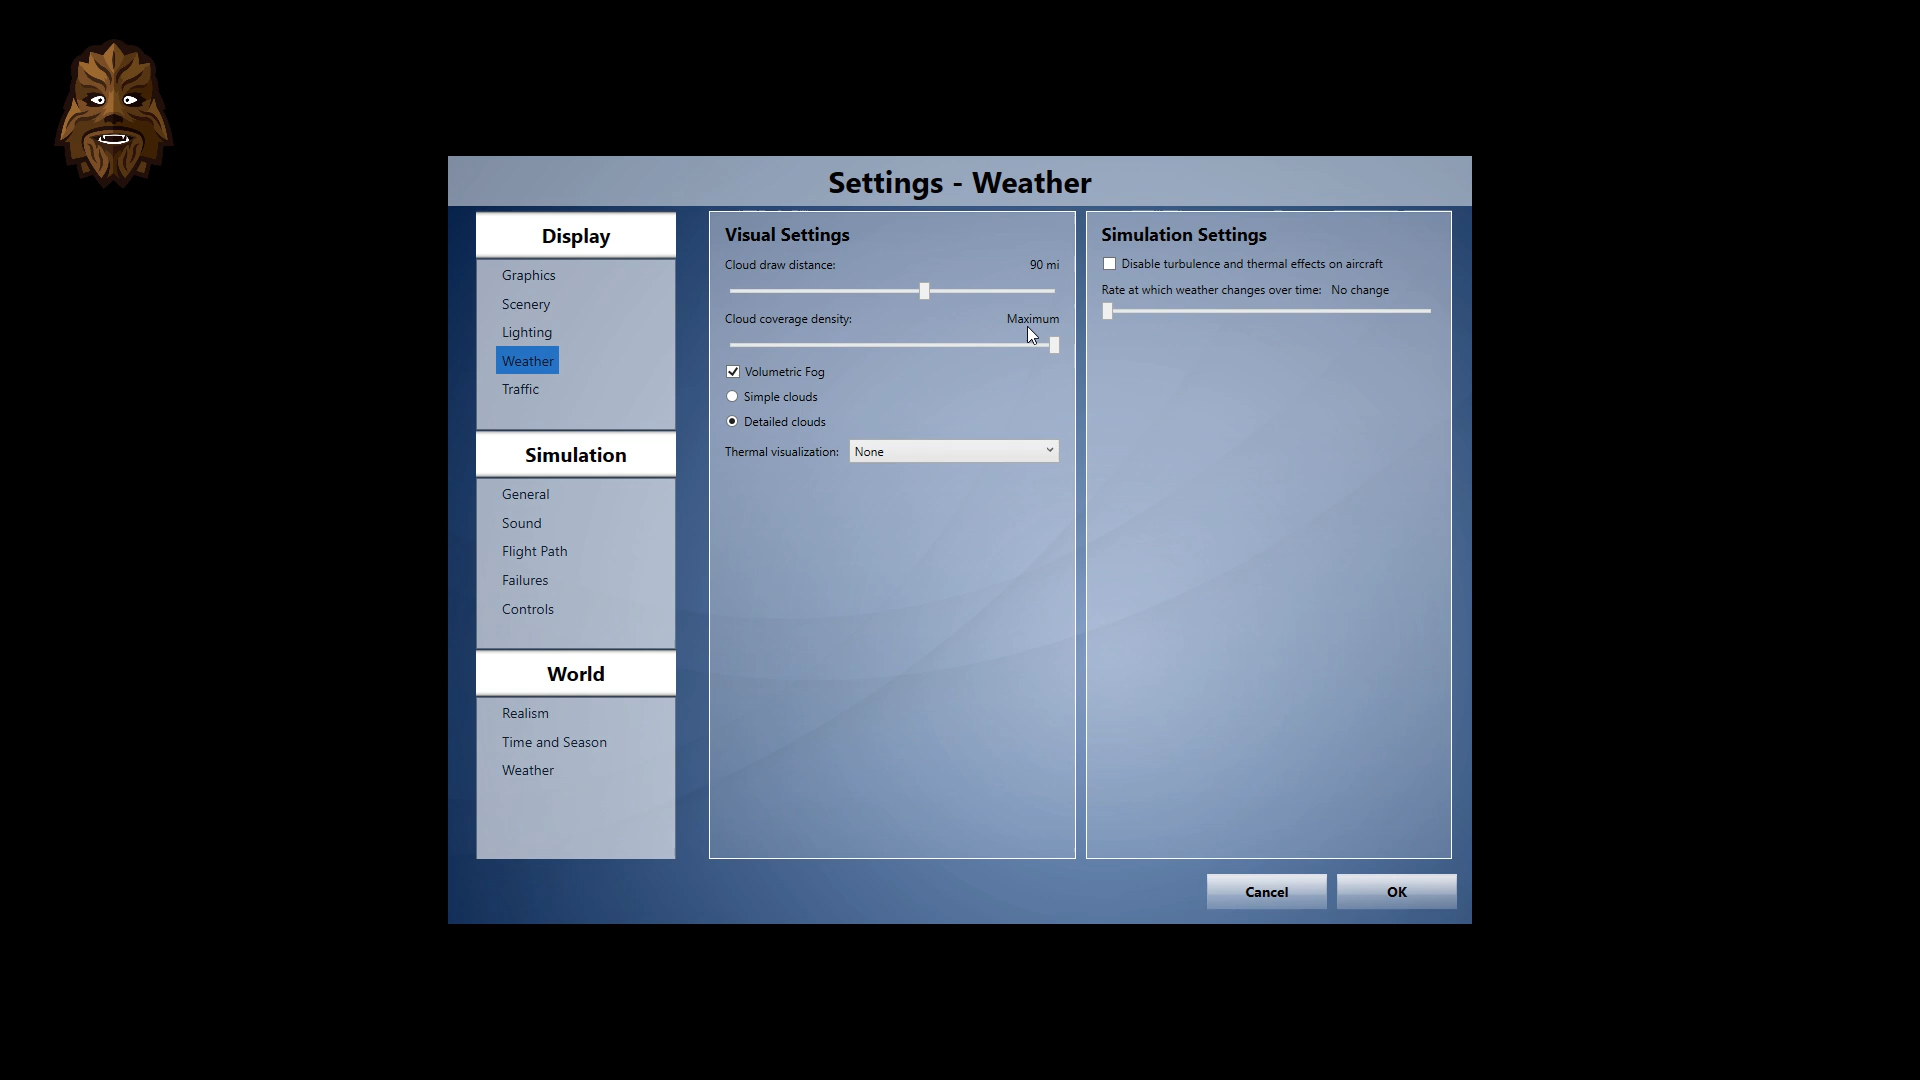 Settings - Weather
Display
Graphics
Scenery
Lighting
Weather
Traffic
Simulation
General
Sound
Flight Path
Failures
Controls
World
Realism
Time and Season
Weather
Visual Settings
Cloud draw distance: 90 mi
Cloud coverage density: Maximum
Volumetric Fog
Simple clouds
Detailed clouds
Thermal visualization: None
Simulation Settings
Disable turbulence and thermal effects on aircraft
Rate at which weather changes over time: No change
Cancel OK